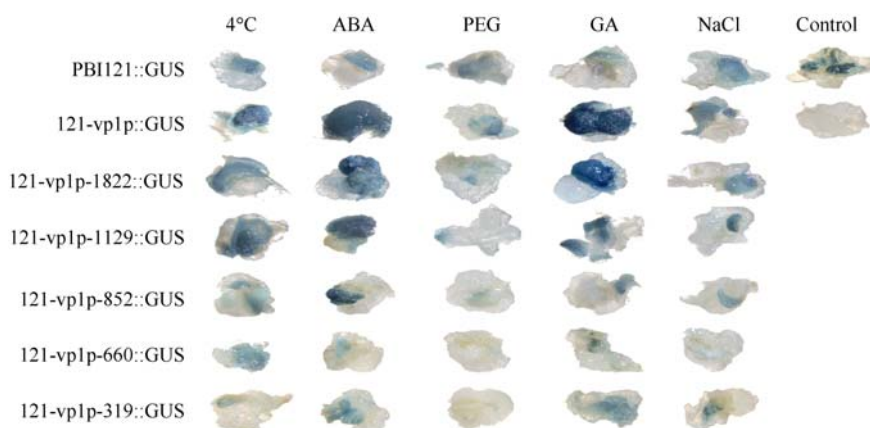 4°C ABA PEG GA NaCl Control
PBI121::GUS
121-vp1p::GUS
121-vp1p-1822::GUS
121-vp1p-1129::GUS
121-vp1p-852::GUS
121-vp1p-660::GUS
121-vp1p-319::GUS